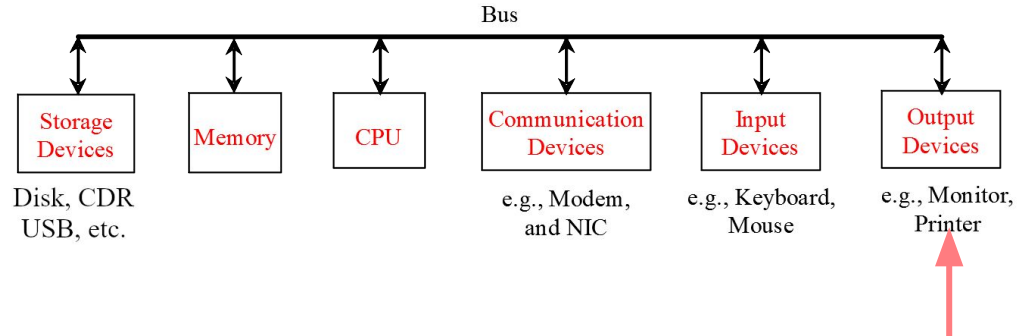 Bus
Storage
Devices
Memory
CPU
Communication
Devices
Input
Devices
Output
Devices
Disk, CDR
USB, etc.
e.g., Modem,
and NIC
e.g., Keyboard,
Mouse
e.g., Monitor,
Printer